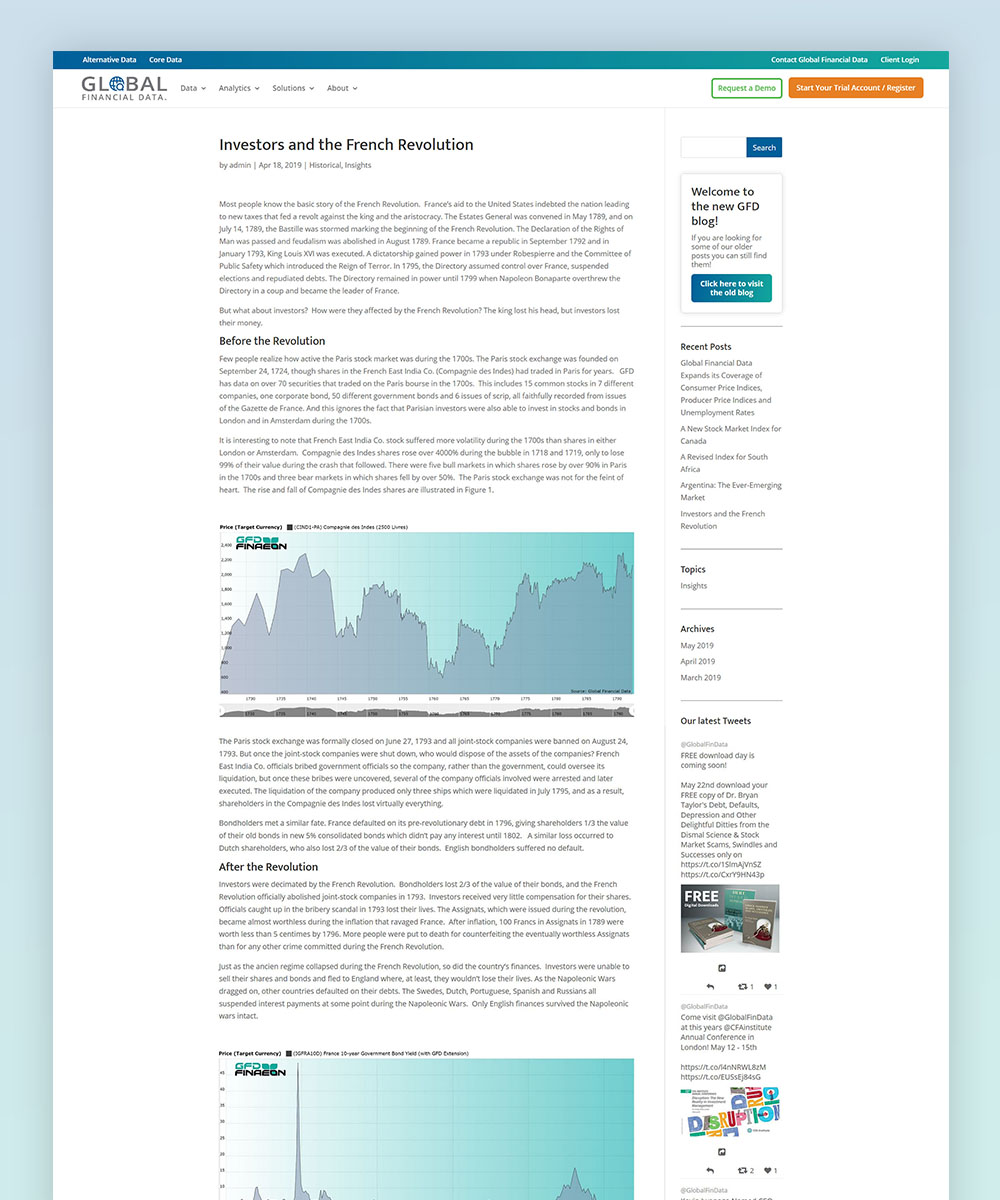 Alternative Data Core Data Contact Global Financial Data Client Login
GLOBAL
FINANCIAL DATA.
Data Analytics Solutions About Request a Demo Start Your Trial Account / Register
Investors and the French Revolution
by admin | Apr 18, 2019 | Historical, Insights
Most people know the basic story of the French Revolution. France's aid to the United States indebted the nation leading
to new taxes that fed a revolt against the king and the aristocracy. The Estates General was convened in May 1789, and on
July 14, 1789, the Bastille was stormed marking the beginning of the French Revolution. The Declaration of the Rights of
Man was passed and feudalism was abolished in August 1789. France became a republic in September 1792 and in
January 1793, King Louis XVI was executed. A dictatorship gained power in 1793 under Robespierre and the Committee of
Public Safety which introduced the Reign of Terror. In 1795, the Directory assumed control over France, suspended
elections and repudiated debts. The Directory remained in power until 1799 when Napoleon Bonaparte overthrew the
Directory in a coup and became the leader of France.
But what about investors? How were they affected by the French Revolution? The king lost his head, but investors lost
their money.
Before the Revolution
Few people realize how active the Paris stock market was during the 1700s. The Paris stock exchange was founded on
September 24, 1724, though shares in the French East India Co. (Compagnie des Indes) had traded in Paris for years. GFD
has data on over 70 securities that traded on the Paris bourse in the 1700s. This includes 15 common stocks in 7 different
companies, one corporate bond, 50 different government bonds and 6 issues of scrip, all faithfully recorded from issues
of the Gazette de France. And this ignores the fact that Parisian investors were also able to invest in stocks and bonds in
London and in Amsterdam during the 1700s.
It is interesting to note that French East India Co. stock suffered more volatility during the 1700s than shares in either
London or Amsterdam. Compagnie des Indes shares rose over 4000% during the bubble in 1718 and 1719, only to lose
99% of their value during the crash that followed. There were five bull markets in which shares rose by over 90% in Paris
in the 1700s and three bear markets in which shares fell by over 50%. The Paris stock exchange was not for the feint of
heart. The rise and fall of Compagnie des Indes shares are illustrated in Figure 1.
Price (Target Currency) (CIND1-PA) Compagnie des Indes (2500 Livres)
GFD
FINAEON
2,400
2,200
2,000
1,800
1,600
1,400
1,200
1,000
800
600
400
Source: Global Financial Data
1730 1735 1740 1745 1750 1755 1760 1765 1770 1775 1780 1785 1790
1730 1735 1740 1745 1750 1755 1760 1765 1770 1775 1780 1785 1790
The Paris stock exchange was formally closed on June 27, 1793 and all joint-stock companies were banned on August 24,
1793. But once the joint-stock companies were shut down, who would dispose of the assets of the companies? French
East India Co. officials bribed government officials so the company, rather than the government, could oversee its
liquidation, but once these bribes were uncovered, several of the company officials involved were arrested and later
executed. The liquidation of the company produced only three ships which were liquidated in July 1795, and as a result,
shareholders in the Compagnie des Indes lost virtually everything.
Bondholders met a similar fate. France defaulted on its pre-revolutionary debt in 1796, giving shareholders 1/3 the value
of their old bonds in new 5% consolidated bonds which didn't pay any interest until 1802. A similar loss occurred to
Dutch shareholders, who also lost 2/3 of the value of their bonds. English bondholders suffered no default.
After the Revolution
Investors were decimated by the French Revolution. Bondholders lost 2/3 of the value of their bonds, and the French
Revolution officially abolished joint-stock companies in 1793. Investors received very little compensation for their shares.
Officials caught up in the bribery scandal in 1793 lost their lives. The Assignats, which were issued during the revolution,
became almost worthless during the inflation that ravaged France. After inflation, 100 Francs in Assignats in 1789 were
worth less than 5 centimes by 1796. More people were put to death for counterfeiting the eventually worthless Assignats
than for any other crime committed during the French Revolution.
Just as the ancien regime collapsed during the French Revolution, so did the country's finances. Investors were unable to
sell their shares and bonds and fled to England where, at least, they wouldn't lose their lives. As the Napoleonic Wars
dragged on, other countries defaulted on their debts. The Swedes, Dutch, Portuguese, Spanish and Russians all
suspended interest payments at some point during the Napoleonic Wars. Only English finances survived the Napoleonic
wars intact.
Price (Target Currency) (IGFRA10D) France 10-year Government Bond Yield (with GFD Extension)
GFD
FINAEON
45
40
35
30
25
20
15
10
Search
Welcome to
the new GFD
blog!
If you are looking for
some of our older
posts you can still find
them!
Click here to visit
the old blog
Recent Posts
Global Financial Data
Expands its Coverage of
Consumer Price Indices,
Producer Price Indices and
Unemployment Rates
A New Stock Market Index for
Canada
A Revised Index for South
Africa
Argentina: The Ever-Emerging
Market
Investors and the French
Revolution
Topics
Insights
Archives
May 2019
April 2019
March 2019
Our latest Tweets
@GlobalFinData
FREE download day is
coming soon!
May 22nd download your
FREE copy of Dr. Bryan
Taylor's Debt, Defaults,
Depression and Other
Delightful Ditties from the
Dismal Science & Stock
Market Scams, Swindles and
Successes only on
https://t.co/1SlmAjVnSZ
https://t.co/CxrY9HN43p
FREE
Digital Downloads
1 1
@GlobalFinData
Come visit @GlobalFinData
at this years @CFAinstitute
Annual Conference in
London! May 12 - 15th
https://t.co/l4nNRWL8zM
https://t.co/EUSsEj84sG
DISRUPTION
2 1
@GlobalFinData